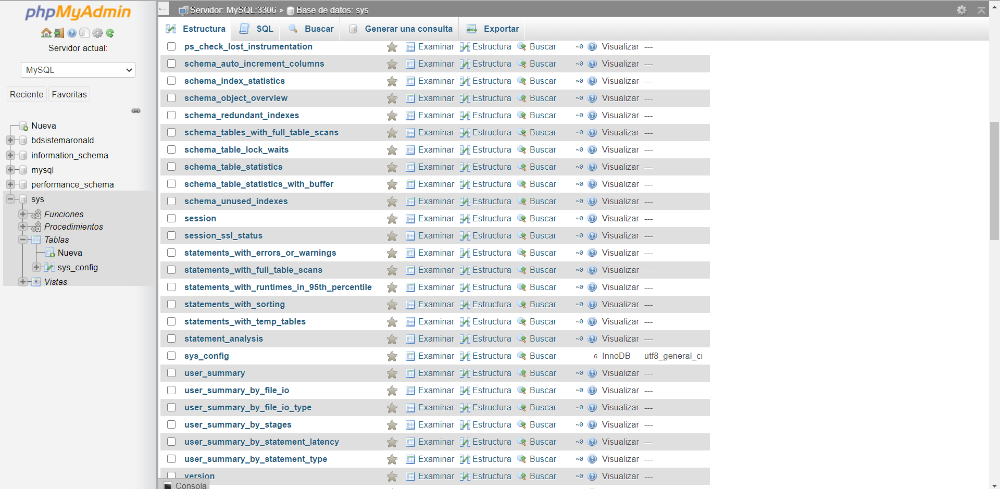 phpMyAdmin
Servidor actual:
MySQL
Reciente Favoritas
Nueva
bdsistemaronald
information_schema
mysql
performance_schema
sys
Funciones
Procedimientos
Tablas
Nueva
sys_config
Vistas
← Servidor: MySQL:3306 » Base de datos: sys
Estructura SQL Buscar Generar una consulta Exportar
ps_check_lost_instrumentation Examinar Estructura Buscar ~0 Visualizar ---
schema_auto_increment_columns Examinar Estructura Buscar ~0 Visualizar ---
schema_index_statistics Examinar Estructura Buscar ~0 Visualizar ---
schema_object_overview Examinar Estructura Buscar ~0 Visualizar ---
schema_redundant_indexes Examinar Estructura Buscar ~0 Visualizar ---
schema_tables_with_full_table_scans Examinar Estructura Buscar ~0 Visualizar ---
schema_table_lock_waits Examinar Estructura Buscar ~0 Visualizar ---
schema_table_statistics Examinar Estructura Buscar ~0 Visualizar ---
schema_table_statistics_with_buffer Examinar Estructura Buscar ~0 Visualizar ---
schema_unused_indexes Examinar Estructura Buscar ~0 Visualizar ---
session Examinar Estructura Buscar ~0 Visualizar ---
session_ssl_status Examinar Estructura Buscar ~0 Visualizar ---
statements_with_errors_or_warnings Examinar Estructura Buscar ~0 Visualizar ---
statements_with_full_table_scans Examinar Estructura Buscar ~0 Visualizar ---
statements_with_runtimes_in_95th_percentile Examinar Estructura Buscar ~0 Visualizar ---
statements_with_sorting Examinar Estructura Buscar ~0 Visualizar ---
statements_with_temp_tables Examinar Estructura Buscar ~0 Visualizar ---
statement_analysis Examinar Estructura Buscar ~0 Visualizar ---
sys_config Examinar Estructura Buscar 6 InnoDB utf8_general_ci
user_summary Examinar Estructura Buscar ~0 Visualizar ---
user_summary_by_file_io Examinar Estructura Buscar ~0 Visualizar ---
user_summary_by_file_io_type Examinar Estructura Buscar ~0 Visualizar ---
user_summary_by_stages Examinar Estructura Buscar ~0 Visualizar ---
user_summary_by_statement_latency Examinar Estructura Buscar ~0 Visualizar ---
user_summary_by_statement_type Examinar Estructura Buscar ~0 Visualizar ---
version Examinar Estructura Buscar ~0 Visualizar ---
Consola